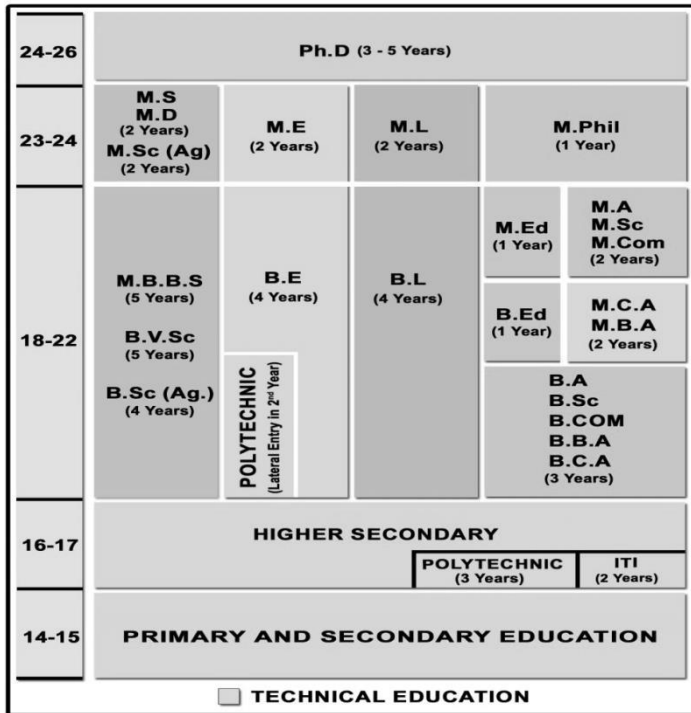 24-26
Ph.D (3 - 5 Years)
23-24
M.S
M.D
(2 Years)
M.Sc (Ag)
(2 Years)
M.E
(2 Years)
M.L
(2 Years)
M.Phil
(1 Year)
18-22
M.B.B.S
(5 Years)
B.V.Sc
(5 Years)
B.Sc (Ag.)
(4 Years)
B.E
(4 Years)
POLYTECHNIC
(Lateral Entry in 2nd Year)
B.L
(4 Years)
M.Ed
(1 Year)
M.A
M.Sc
M.Com
(2 Years)
B.Ed
(1 Year)
M.C.A
M.B.A
(2 Years)
B.A
B.Sc
B.COM
B.B.A
B.C.A
(3 Years)
16-17
HIGHER SECONDARY
POLYTECHNIC
(3 Years)
ITI
(2 Years)
14-15
PRIMARY AND SECONDARY EDUCATION
TECHNICAL EDUCATION